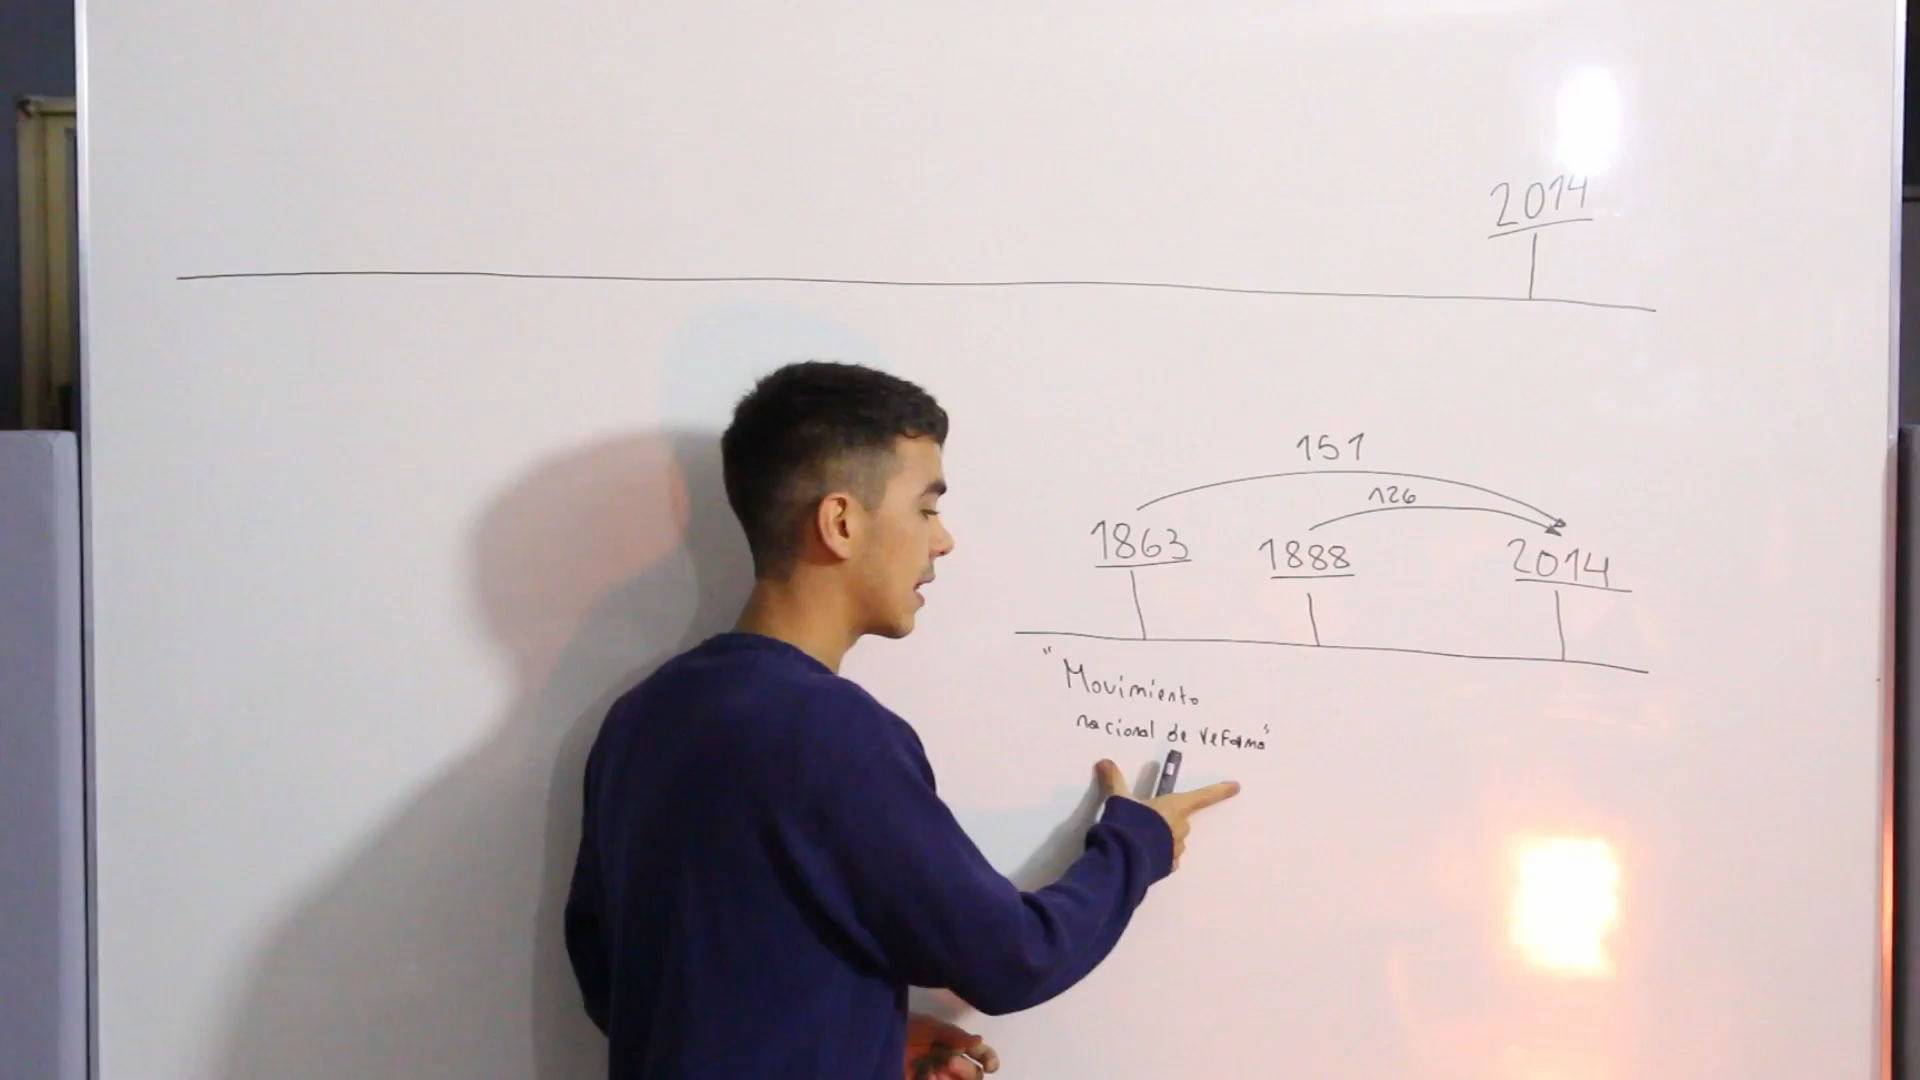 2014
151
126
1863 1888 2014
"Movimiento
nacional de reforma"